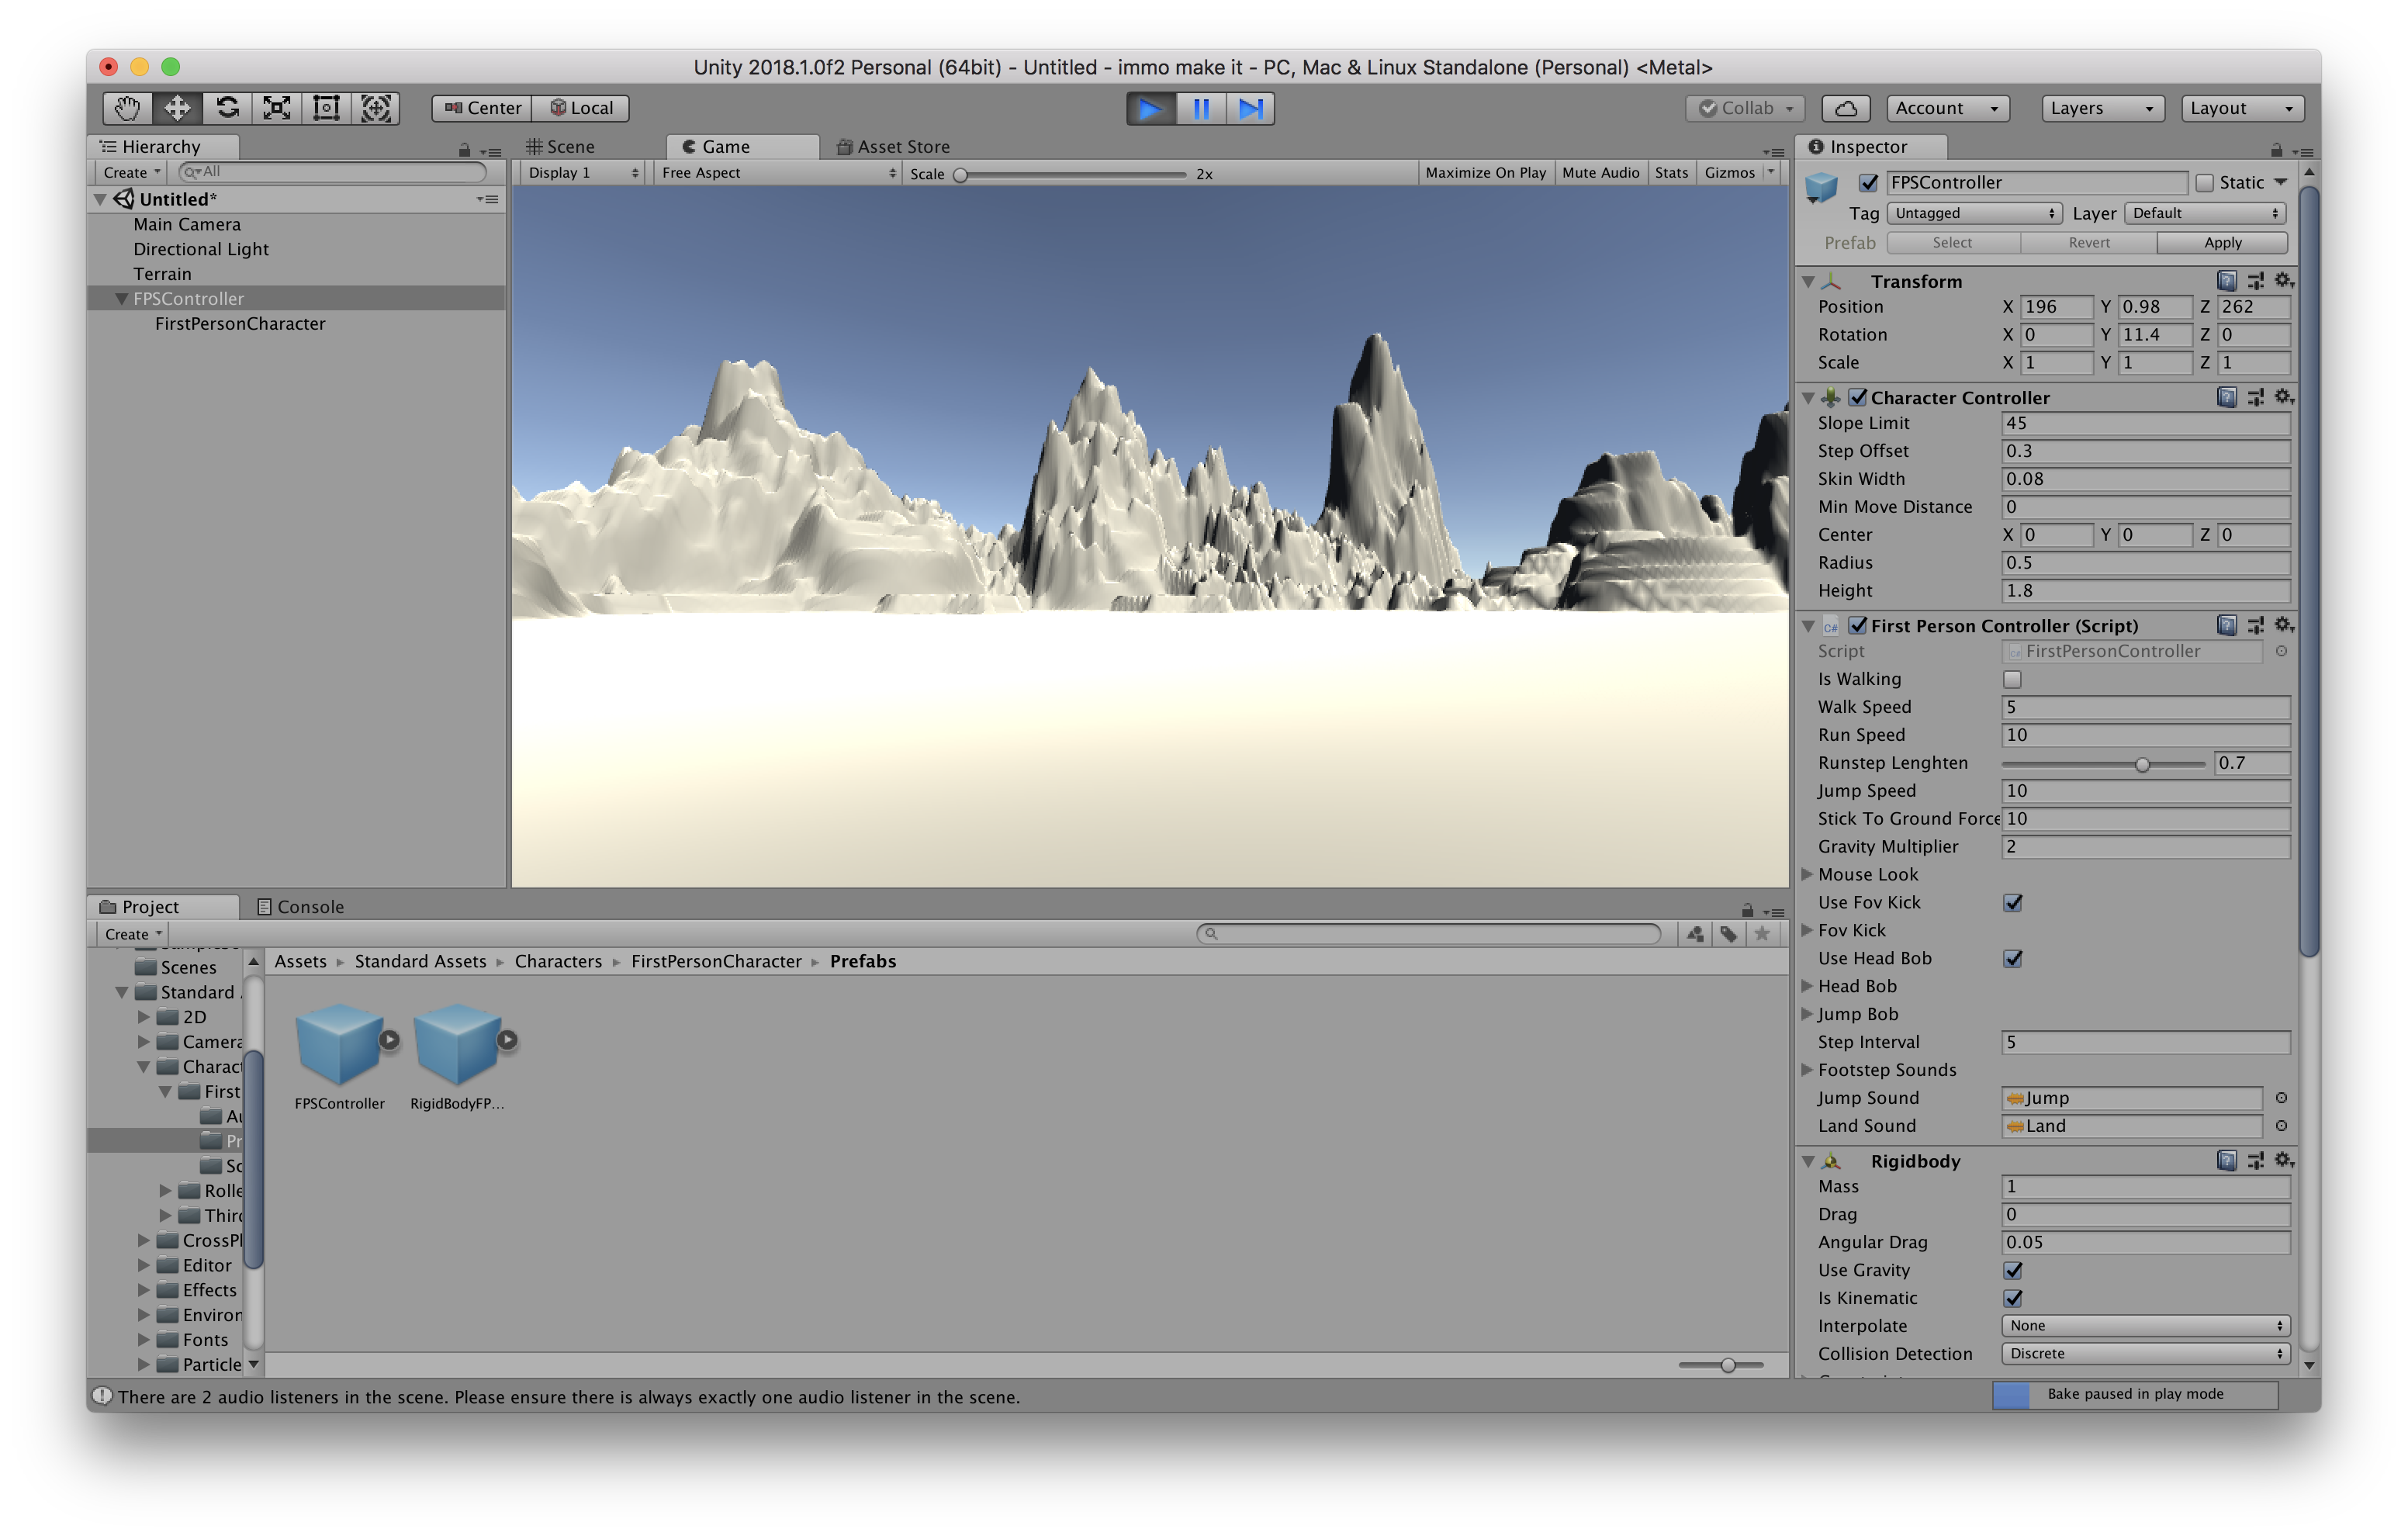 Unity 2018.1.0f2 Personal (64bit) - Untitled - immo make it - PC, Mac & Linux Standalone (Personal) <Metal>
Center Local Collab Account Layers Layout
Hierarchy
Create All
Untitled*
Main Camera
Directional Light
Terrain
FPSController
FirstPersonCharacter
Scene Game Asset Store
Display 1 Free Aspect Scale 2x Maximize On Play Mute Audio Stats Gizmos
Inspector
FPSController Static
Tag Untagged Layer Default
Prefab Select Revert Apply
Transform
Position X 196 Y 0.98 Z 262
Rotation X 0 Y 11.4 Z 0
Scale X 1 Y 1 Z 1
Character Controller
Slope Limit 45
Step Offset 0.3
Skin Width 0.08
Min Move Distance 0
Center X 0 Y 0 Z 0
Radius 0.5
Height 1.8
C# First Person Controller (Script)
Script FirstPersonController
Is Walking
Walk Speed 5
Run Speed 10
Runstep Lenghten 0.7
Jump Speed 10
Stick To Ground Force 10
Gravity Multiplier 2
Mouse Look
Use Fov Kick
Fov Kick
Use Head Bob
Head Bob
Jump Bob
Step Interval 5
Footstep Sounds
Jump Sound Jump
Land Sound Land
Rigidbody
Mass 1
Drag 0
Angular Drag 0.05
Use Gravity
Is Kinematic
Interpolate None
Collision Detection Discrete
Project Console
Create
Scenes
Standard
2D
Camera
Charact
First
Au
Pr
Sc
Rolle
Third
CrossPl
Editor
Effects
Environ
Fonts
Particle
Assets Standard Assets Characters FirstPersonCharacter Prefabs
FPSController RigidBodyFP...
There are 2 audio listeners in the scene. Please ensure there is always exactly one audio listener in the scene.
Bake paused in play mode